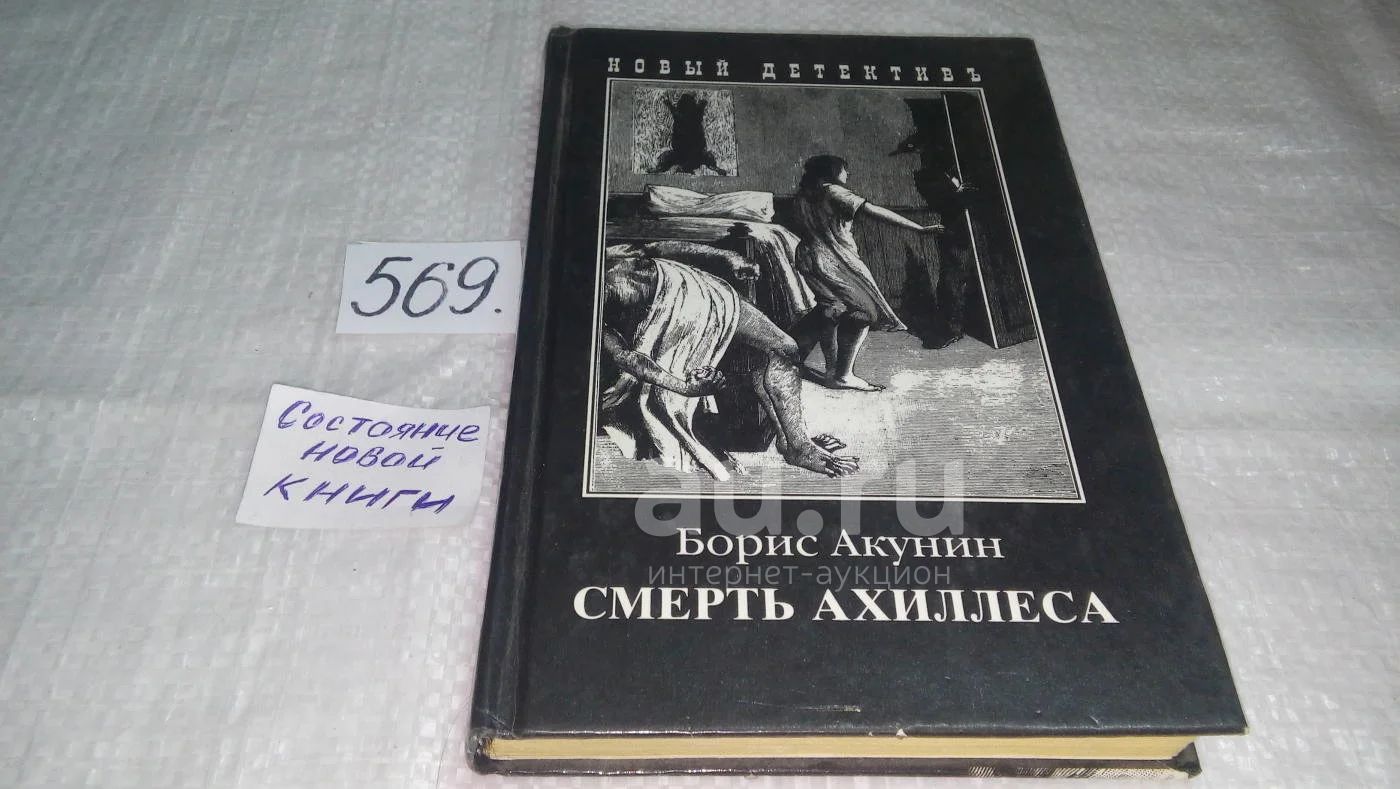 НОВЫЙ ДЕТЕКТИВЪ
569.
Состояние
новой
книги
au.ru
Борис Акунин
интернет-аукцион
СМЕРТЬ АХИЛЛЕСА